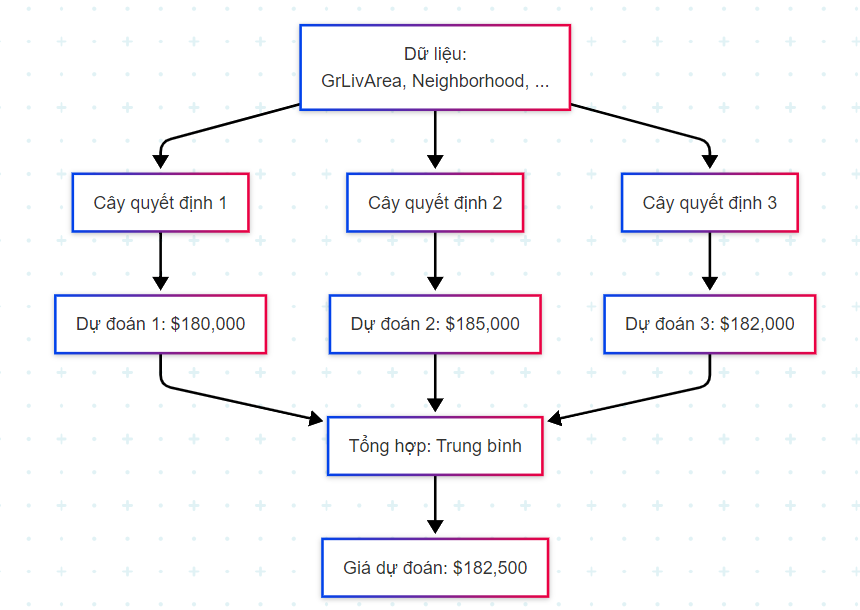 Dữ liệu:
GrLivArea, Neighborhood, ...
Cây quyết định 1
Cây quyết định 2
Cây quyết định 3
Dự đoán 1: $180,000
Dự đoán 2: $185,000
Dự đoán 3: $182,000
Tổng hợp: Trung bình
Giá dự đoán: $182,500